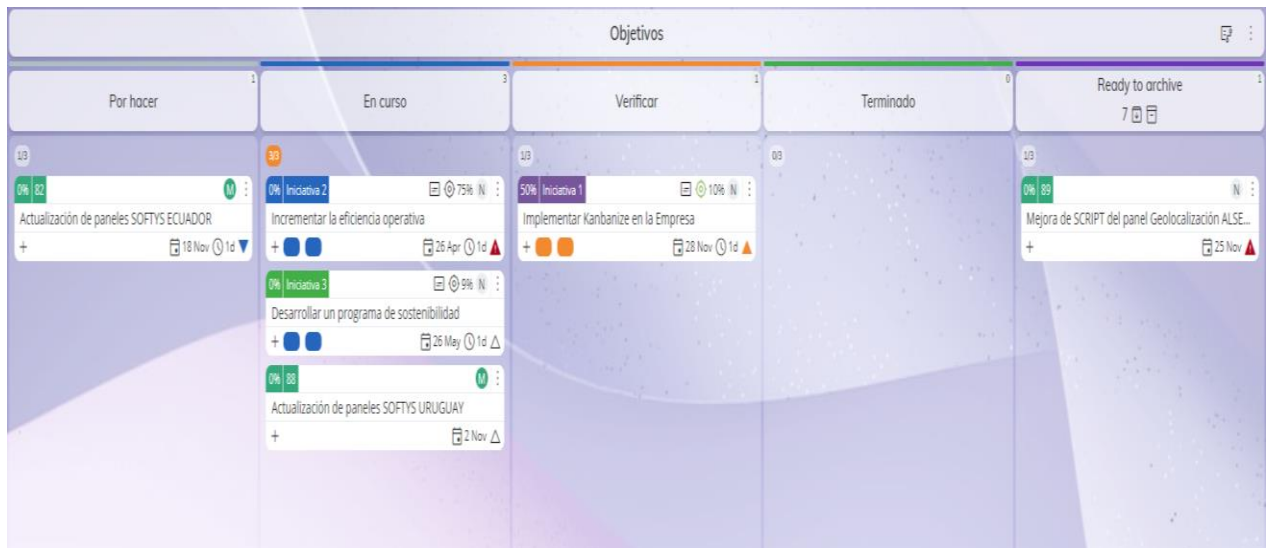 Objetivos
1
Por hacer
3
En curso
1
Verificar
0
Terminado
1
Ready to archive
7
1/3
0% 82 M
Actualización de paneles SOFTYS ECUADOR
+ 18 Nov 1d
3/3
0% Iniciativa 2 75% N
Incrementar la eficiencia operativa
+ 26 Apr 1d
0% Iniciativa 3 9% N
Desarrollar un programa de sostenibilidad
+ 26 May 1d
0% 88 M
Actualización de paneles SOFTYS URUGUAY
+ 2 Nov
1/3
50% Iniciativa 1 10% N
Implementar Kanbanize en la Empresa
+ 28 Nov 1d
0/3
1/3
0% 89 N
Mejora de SCRIPT del panel Geolocalización ALSE...
+ 25 Nov